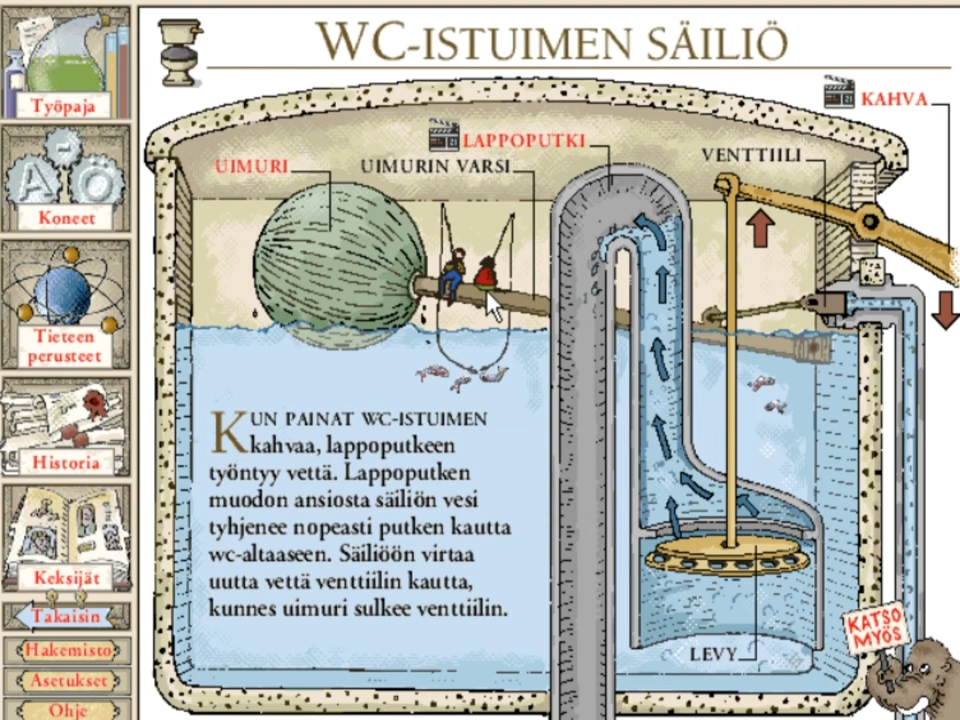 WC-ISTUIMEN SÄILIÖ
Työpaja
Koneet
Tieteen
perusteet
Historia
Keksijät
Takaisin
Hakemisto
Asetukset
Ohje
KAHVA
LAPPOPUTKI
VENTTIILI
UIMURI
UIMURIN VARSI
KUN PAINAT WC-ISTUIMEN
kahvaa, lappoputkeen
työntyy vettä. Lappoputken
muodon ansiosta säiliön vesi
tyhjenee nopeasti putken kautta
wc-altaaseen. Säiliöön virtaa
uutta vettä venttiilin kautta,
kunnes uimuri sulkee venttiilin.
LEVY
KATSO
MYÖS